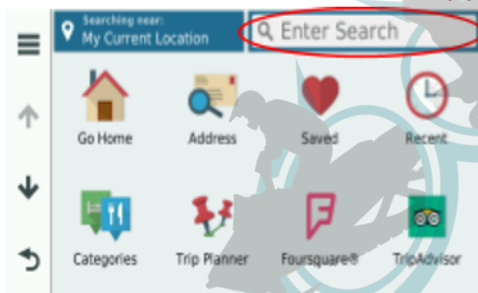 Searching near:
My Current Location
Enter Search
Go Home
Address
Saved
Recent
Categories
Trip Planner
Foursquare®
TripAdvisor